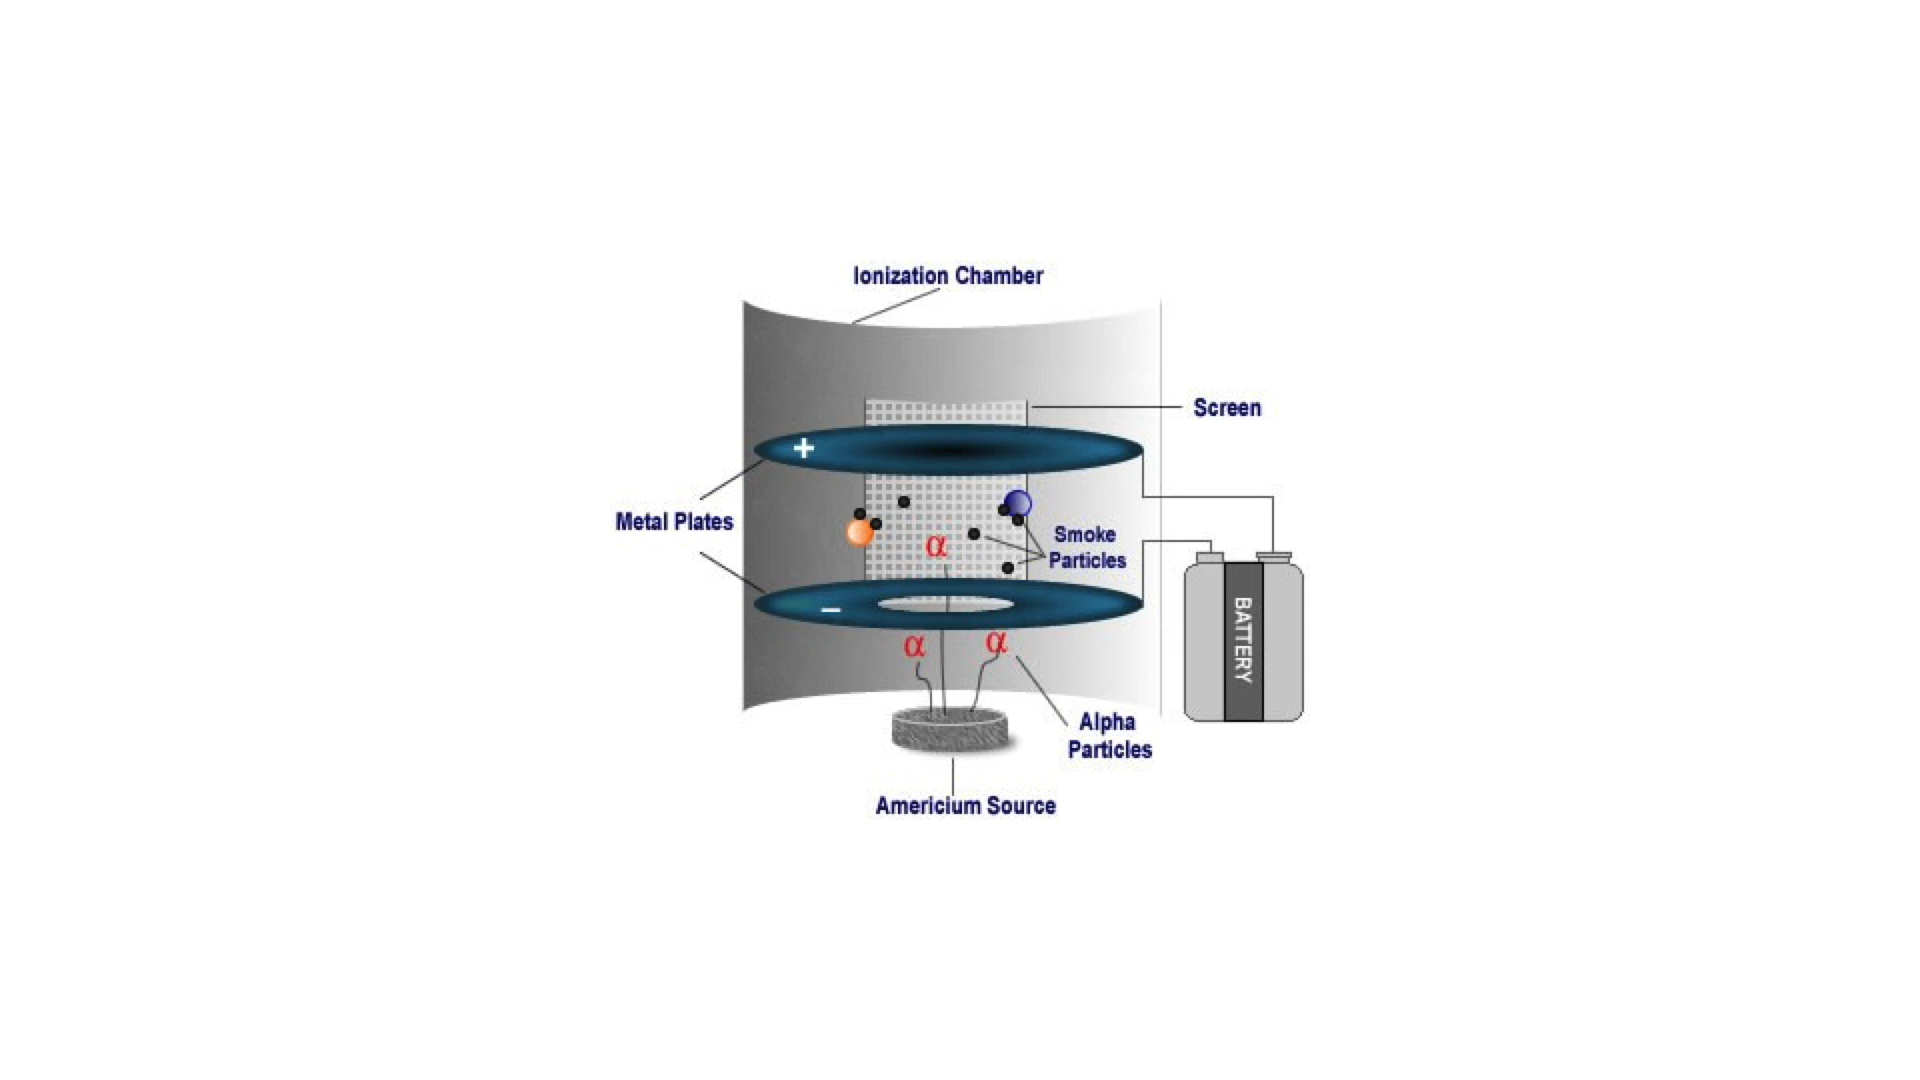 Ionization Chamber
Screen
+
Metal Plates
Smoke
Particles
α
−
α
α
BATTERY
Alpha
Particles
Americium Source